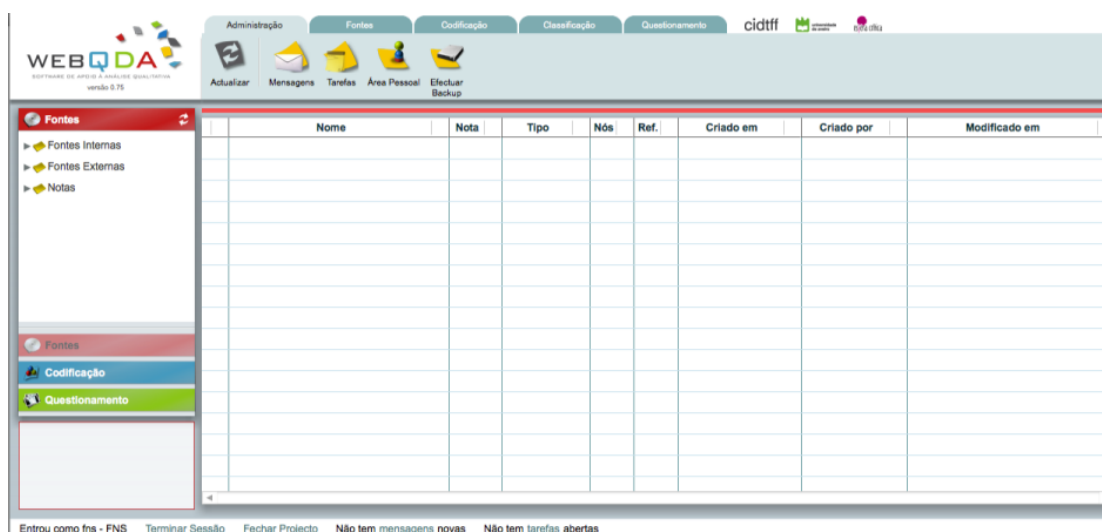 Administração Fontes Codificação Classificação Questionamento cidtff
WEBQDA
SOFTWARE DE APOIO À ANÁLISE QUALITATIVA
versão 0.75
Actualizar Mensagens Tarefas Área Pessoal Efectuar
Backup
Fontes
Nome Nota Tipo Nós Ref. Criado em Criado por Modificado em
Fontes Internas
Fontes Externas
Notas
Fontes
Codificação
Questionamento
Entrou como fns - FNS Terminar Sessão Fechar Projecto Não tem mensagens novas Não tem tarefas abertas